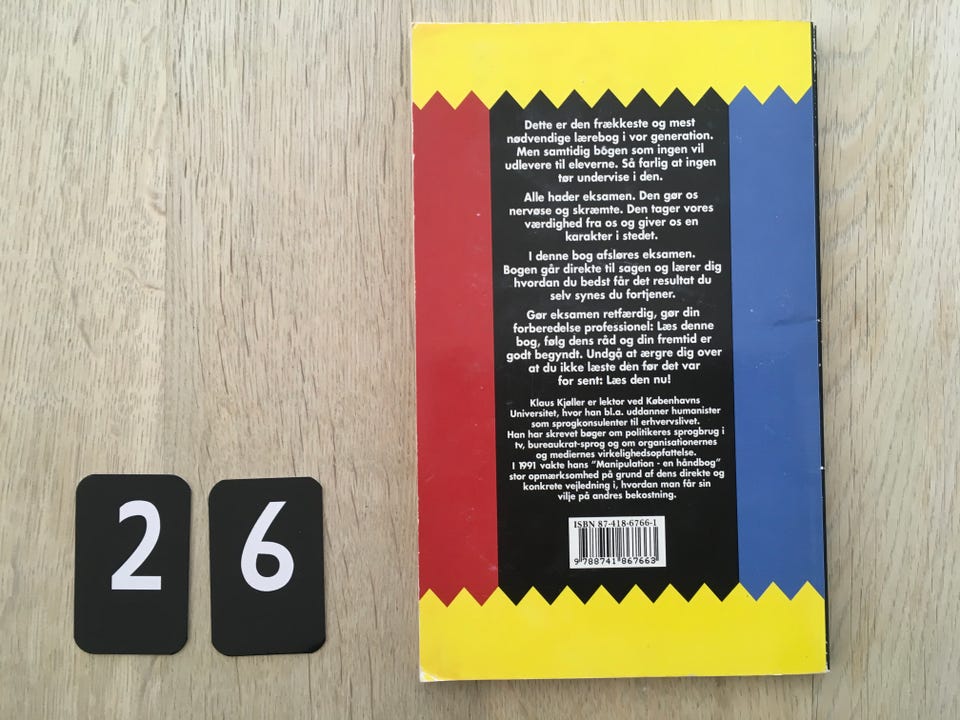 Dette er den frækkeste og mest
nødvendige lærebog i vor generation.
Men samtidig bogen som ingen vil
udlevere til eleverne. Så farlig at ingen
tør undervise i den.
Alle hader eksamen. Den gør os
nervøse og skræmte. Den tager vores
værdighed fra os og giver os en
karakter i stedet.
I denne bog afsløres eksamen.
Bogen går direkte til sagen og lærer dig
hvordan du bedst får det resultat du
selv synes du fortjener.
Gør eksamen retfærdig, gør din
forberedelse professionel: Læs denne
bog, følg dens råd og din fremtid er
godt begyndt. Undgå at ærgre dig over
at du ikke læste den før det var
for sent: Læs den nu!
Klaus Kjøller er lektor ved Københavns
Universitet, hvor han bl.a. uddanner humanister
som sprogkonsulenter til erhvervslivet.
Han har skrevet bøger om politikeres sprogbrug i
tv, bureaukrat-sprog og om organisationernes
og mediernes virkelighedsopfattelse.
I 1991 vakte hans "Manipulation - en håndbog"
stor opmærksomhed på grund af dens direkte og
konkrete vejledning i, hvordan man får sin
vilje på andres bekostning.
ISBN 87-418-6766-1
9 788741 867663
2 6